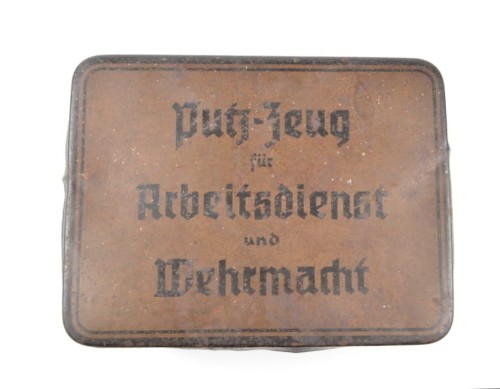 Putz-Zeug
für
Arbeitsdienst
und
Wehrmacht